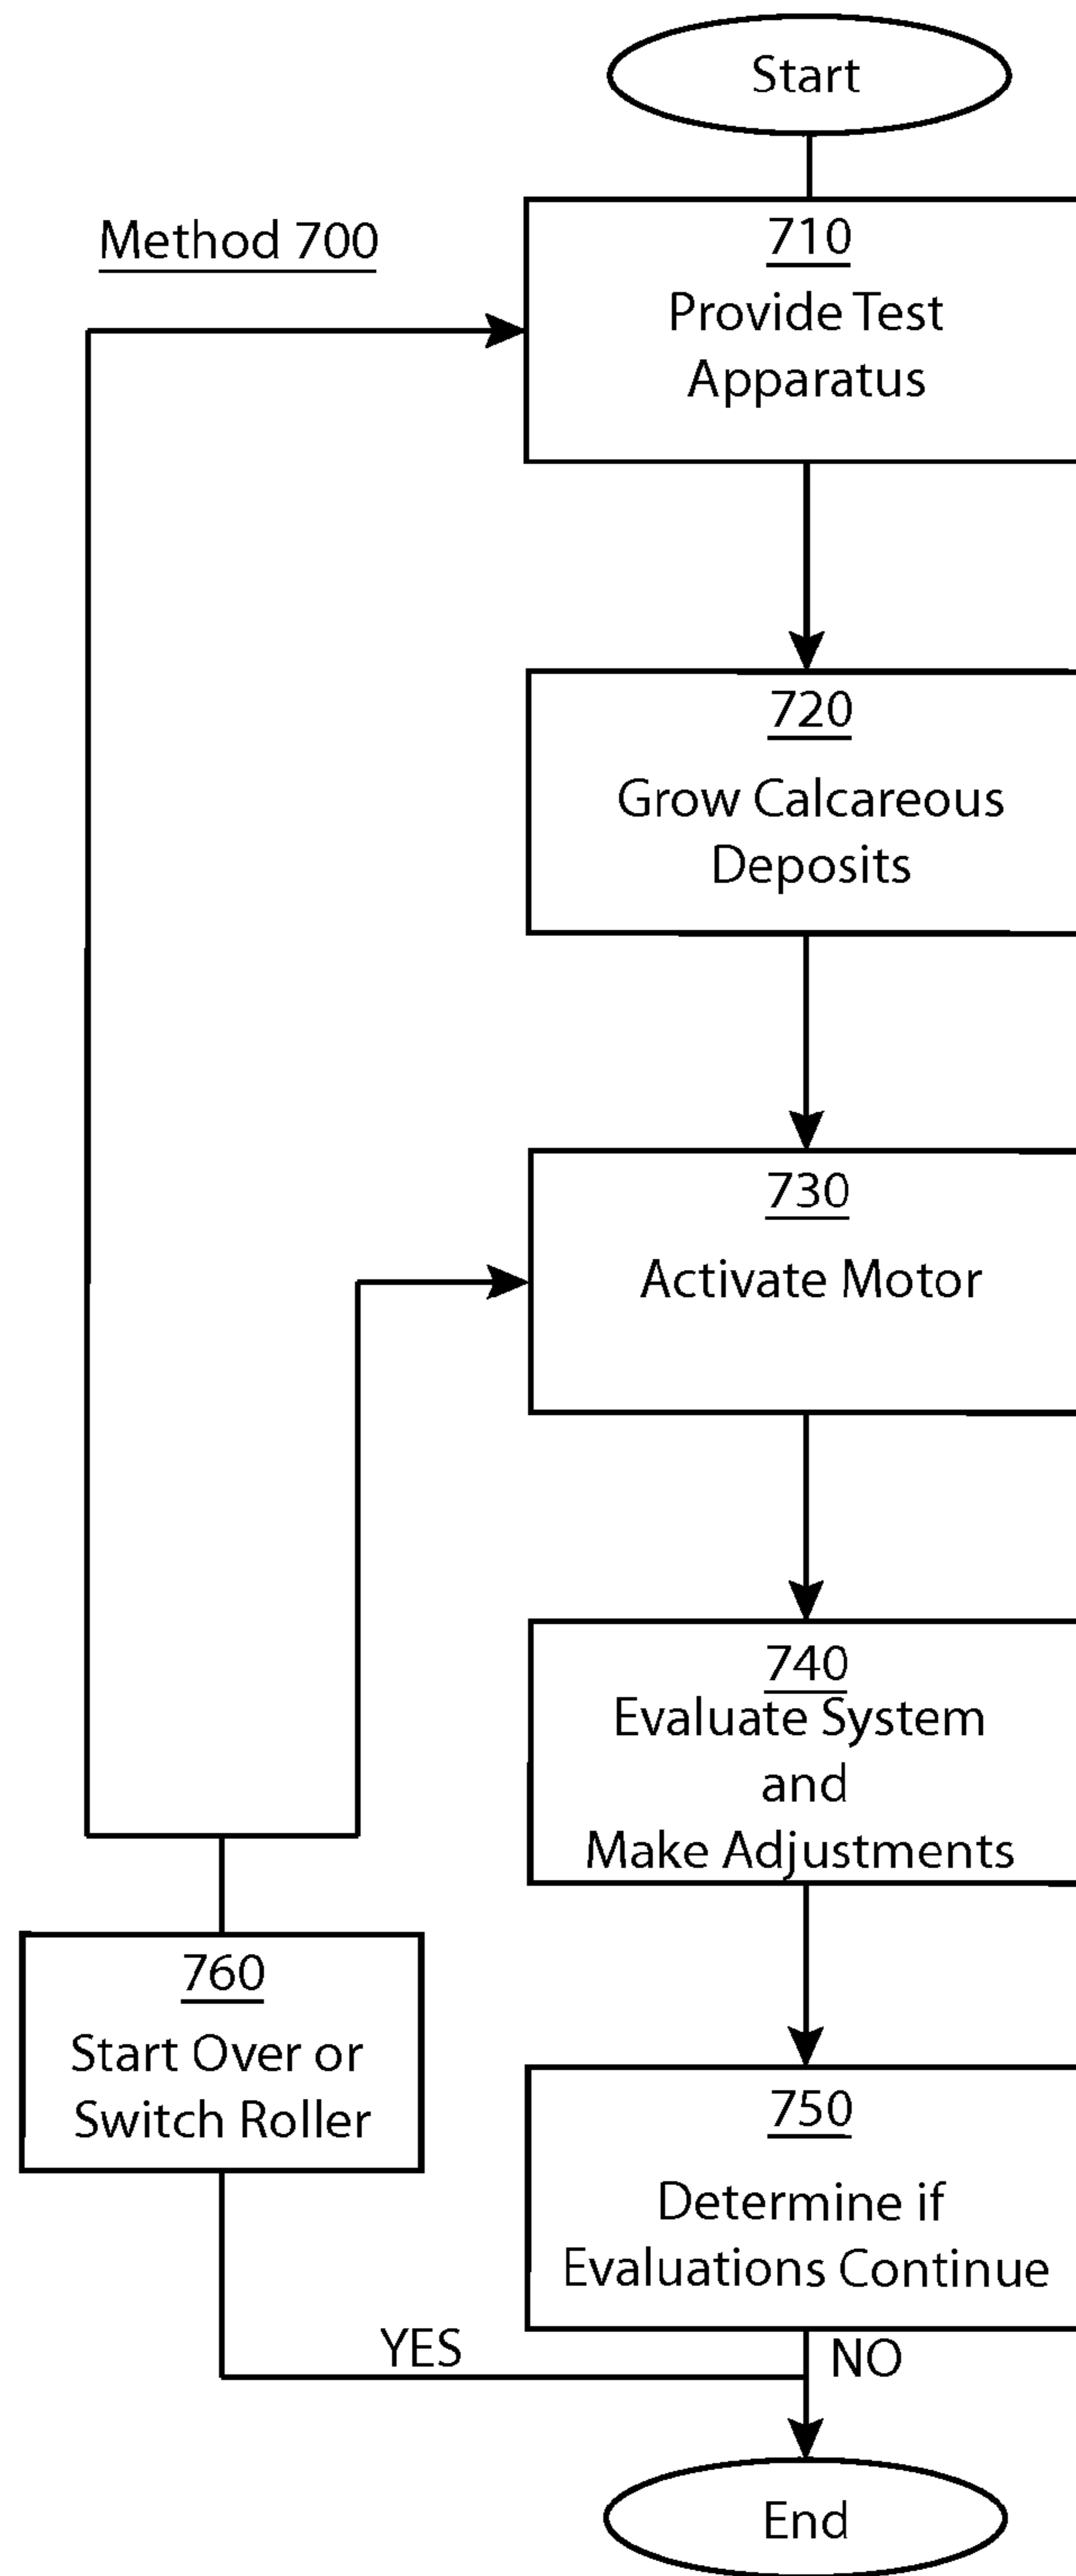 Start
Method 700
710
Provide Test
Apparatus
720
Grow Calcareous
Deposits
730
Activate Motor
740
Evaluate System
and
Make Adjustments
760
Start Over or
Switch Roller
750
Determine if
Evaluations Continue
YES
NO
End